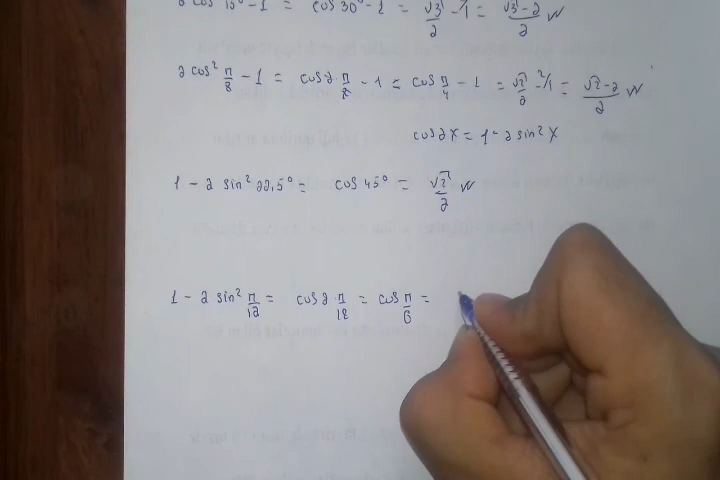 2 cos 15° - 1 = cos 30° - 1 = √3/2 - 1/1 = √3-2/2
2 cos² π/8 - 1 = cos 2 · π/8 - 1 = cos π/4 - 1 = √2/2 - 2/1 = √2-2/2
cos 2x = 1 - 2 sin² x
1 - 2 sin² 22,5° = cos 45° = √2/2
1 - 2 sin² π/12 = cos 2 · π/12 = cos π/6 =